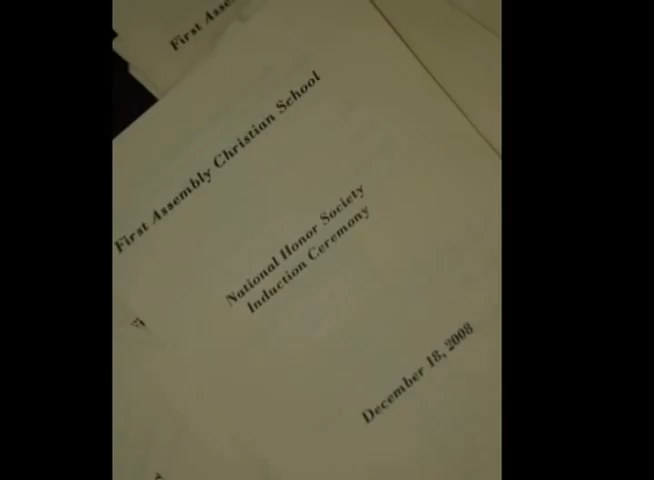 First Asse
First Assembly Christian School
National Honor Society
Induction Ceremony
December 18, 2008